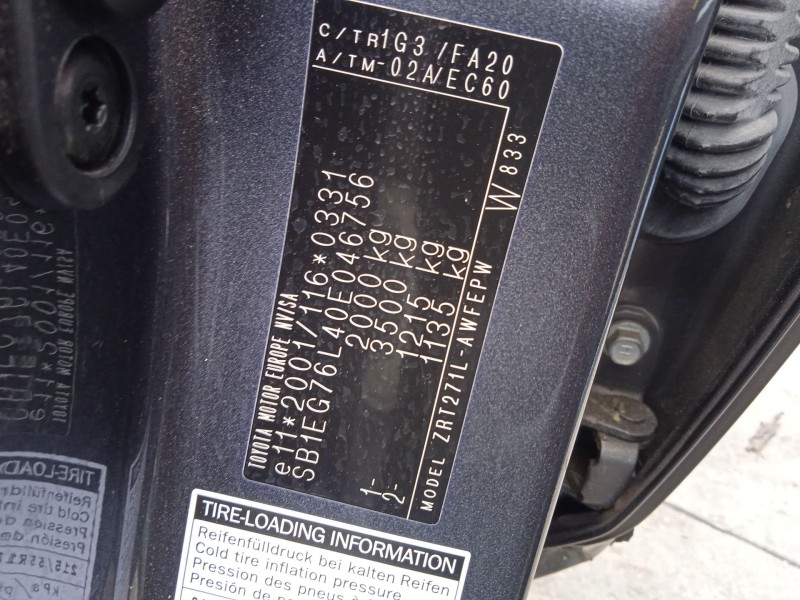 TOYOTA MOTOR EUROPE NV/SA
e11*2001/116*0331
SB1EG76L40E046756
2000 kg
3500 kg
1- 1215 kg
2- 1135 kg
MODEL ZRT271L-AWFEPW W 833
C/TR 1G3 /FA20
A/TM -02A/EC60
TIRE-LOADING INFORMATION
Reifenfülldruck bei kalten Reifen
Cold tire inflation pressure
Pression des pneus à
Presión de